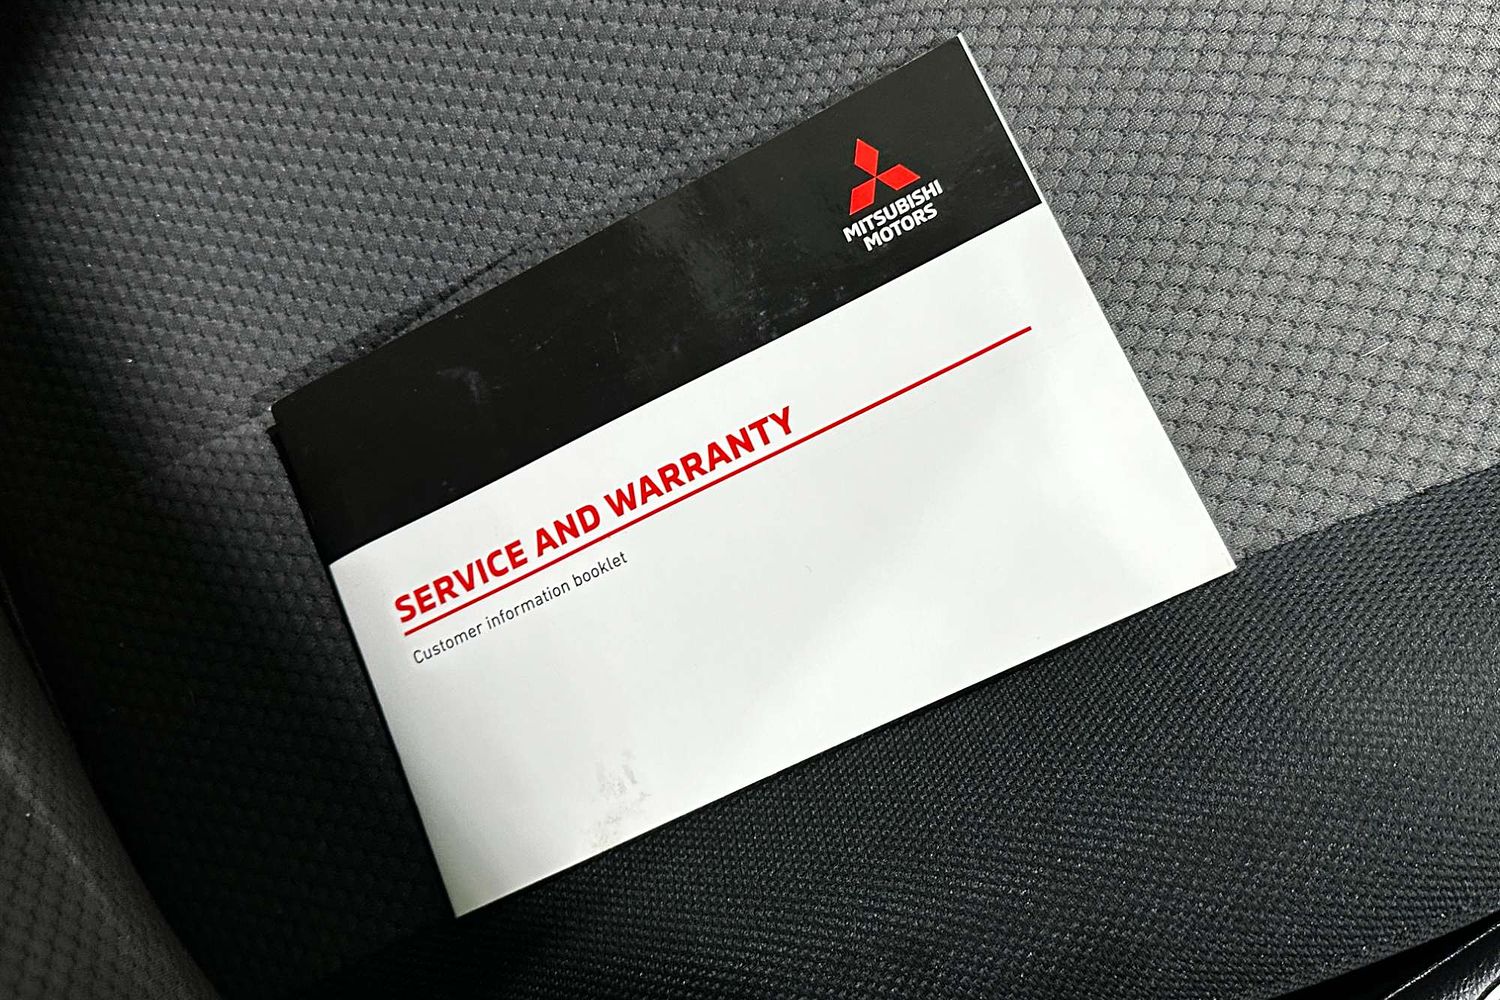 MITSUBISHI
MOTORS
SERVICE AND WARRANTY
Customer information booklet